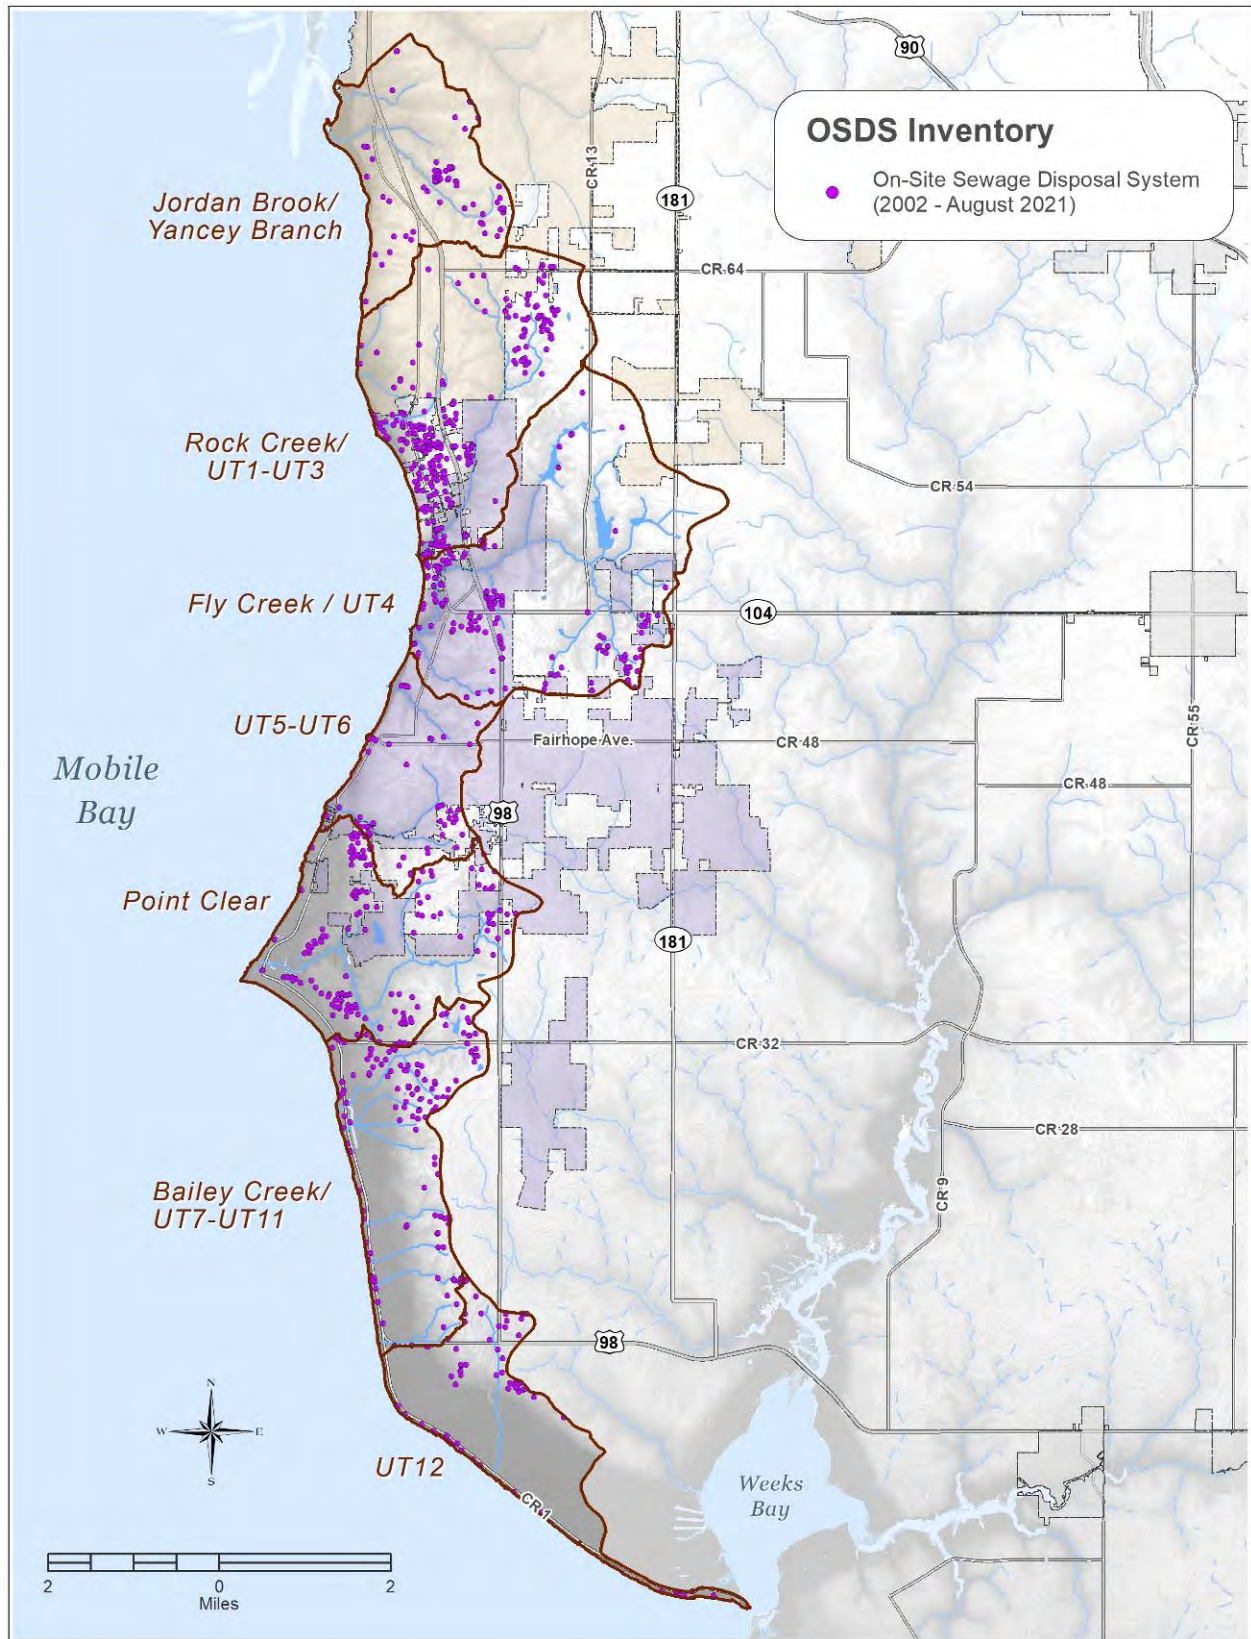 90
OSDS Inventory
On-Site Sewage Disposal System
(2002 - August 2021)
CR 13
181
Jordan Brook/
Yancey Branch
CR 64
Rock Creek/
UT1-UT3
CR 54
Fly Creek / UT4
104
UT5-UT6
CR 55
Fairhope Ave.
CR 48
Mobile
Bay
CR 48
98
Point Clear
181
CR 32
CR 28
Bailey Creek/
UT7-UT11
CR 9
98
N
W
E
S
UT12
Weeks
Bay
CR 1
2
0
2
Miles